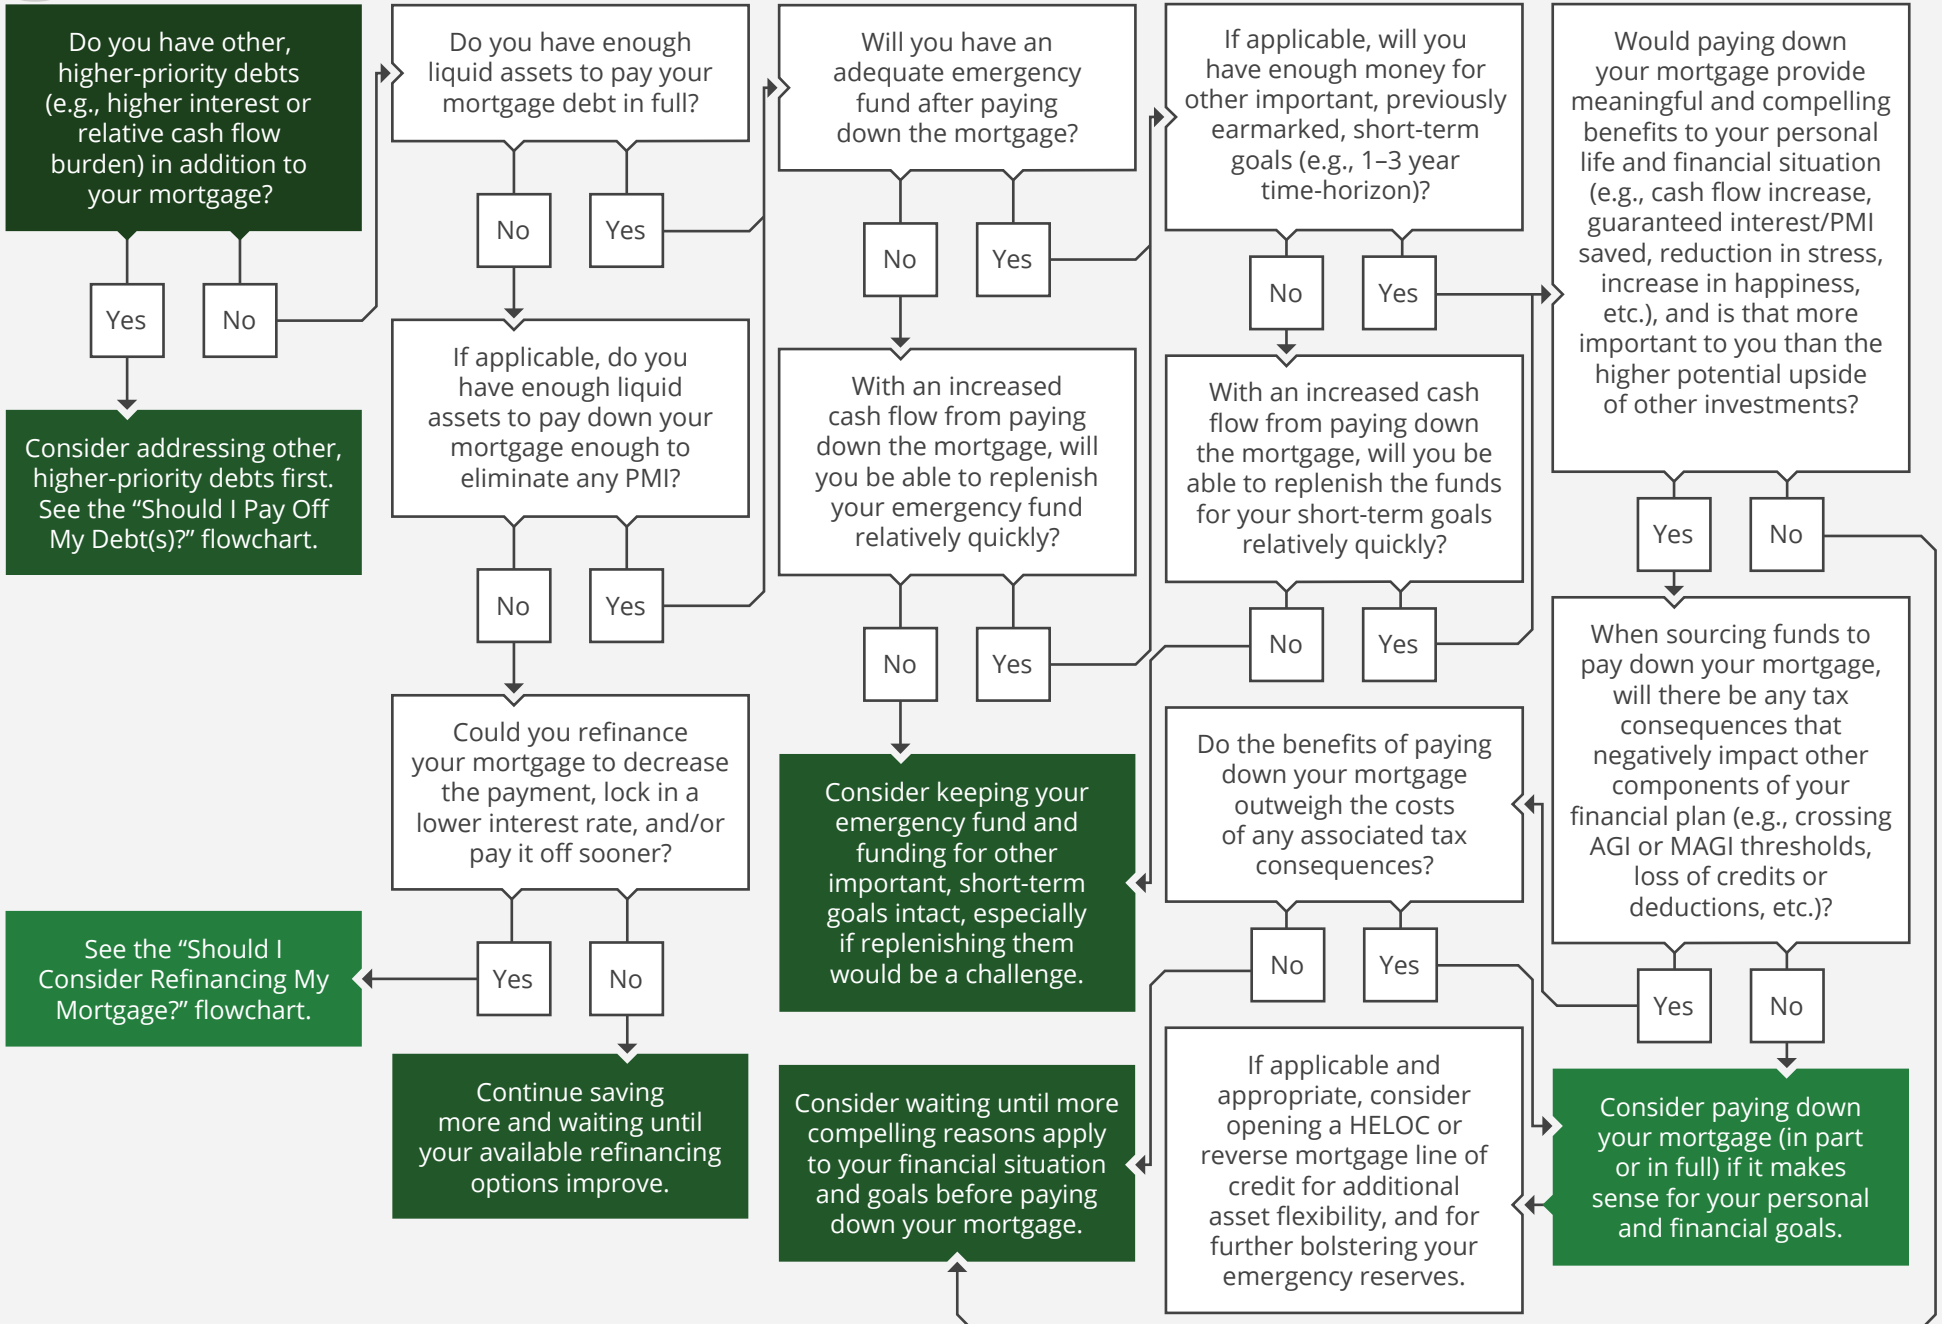 Do you have other,
higher-priority debts
(e.g., higher interest or
relative cash flow
burden) in addition to
your mortgage?
Yes
No
Consider addressing other,
higher-priority debts first.
See the “Should I Pay Off
My Debt(s)?” flowchart.
See the “Should I
Consider Refinancing My
Mortgage?” flowchart.
Do you have enough
liquid assets to pay your
mortgage debt in full?
No
Yes
If applicable, do you
have enough liquid
assets to pay down your
mortgage enough to
eliminate any PMI?
No
Yes
Could you refinance
your mortgage to decrease
the payment, lock in a
lower interest rate, and/or
pay it off sooner?
Yes
No
Continue saving
more and waiting until
your available refinancing
options improve.
Will you have an
adequate emergency
fund after paying
down the mortgage?
No
Yes
With an increased
cash flow from paying
down the mortgage, will
you be able to replenish
your emergency fund
relatively quickly?
No
Yes
Consider keeping your
emergency fund and
funding for other
important, short-term
goals intact, especially
if replenishing them
would be a challenge.
Consider waiting until more
compelling reasons apply
to your financial situation
and goals before paying
down your mortgage.
If applicable, will you
have enough money for
other important, previously
earmarked, short-term
goals (e.g., 1–3 year
time-horizon)?
No
Yes
With an increased cash
flow from paying down
the mortgage, will you be
able to replenish the funds
for your short-term goals
relatively quickly?
No
Yes
Do the benefits of paying
down your mortgage
outweigh the costs
of any associated tax
consequences?
No
Yes
If applicable and
appropriate, consider
opening a HELOC or
reverse mortgage line of
credit for additional
asset flexibility, and for
further bolstering your
emergency reserves.
Would paying down
your mortgage provide
meaningful and compelling
benefits to your personal
life and financial situation
(e.g., cash flow increase,
guaranteed interest/PMI
saved, reduction in stress,
increase in happiness,
etc.), and is that more
important to you than the
higher potential upside
of other investments?
Yes
No
When sourcing funds to
pay down your mortgage,
will there be any tax
consequences that
negatively impact other
components of your
financial plan (e.g., crossing
AGI or MAGI thresholds,
loss of credits or
deductions, etc.)?
Yes
No
Consider paying down
your mortgage (in part
or in full) if it makes
sense for your personal
and financial goals.